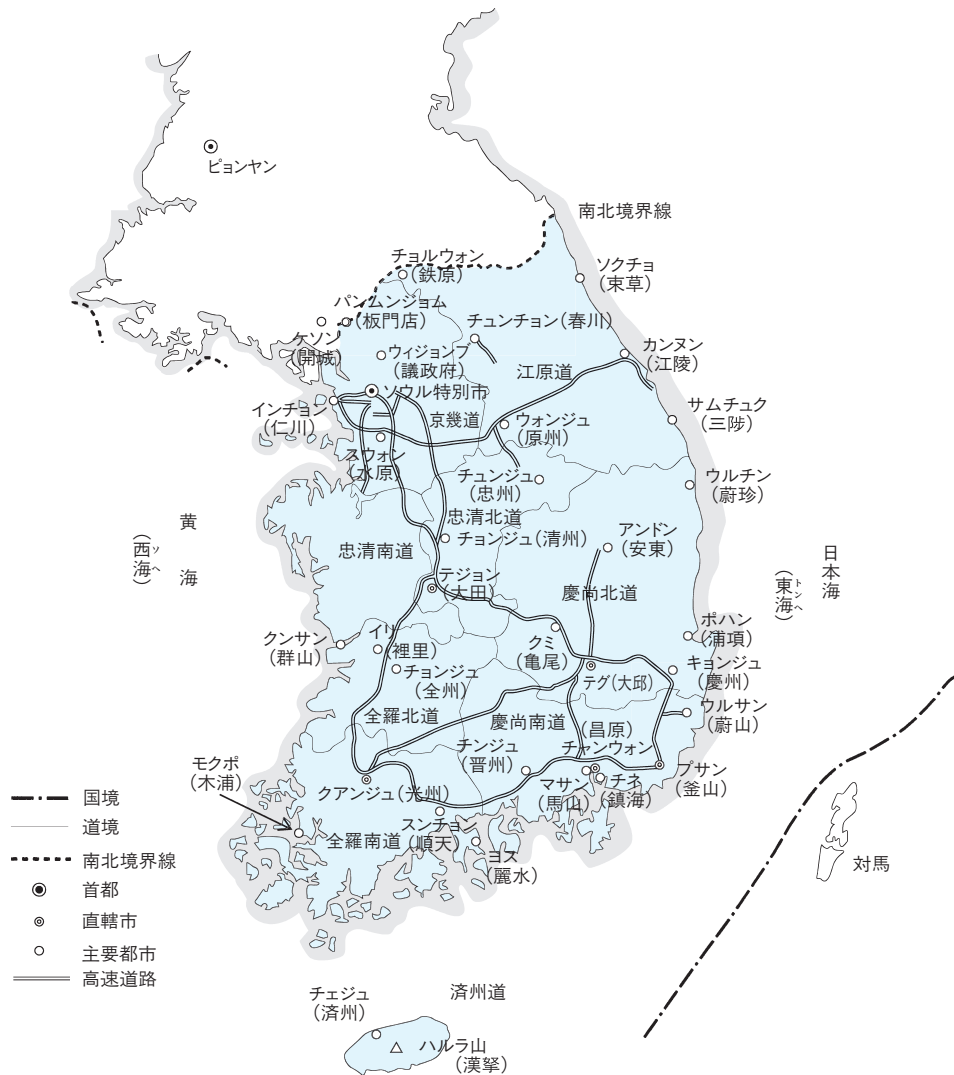 ピョンヤン
南北境界線
チョルウォン
(鉄原)
ソクチョ
(束草)
パンムンジョム
(板門店)
チュンチョン(春川)
ケソン
(開城)
ウィジョンブ
(議政府)
カンヌン
(江陵)
江原道
ソウル特別市
インチョン
(仁川)
京幾道
ウォンジュ
(原州)
サムチュク
(三陟)
スウォン
(水原)
チュンジュ
(忠州)
ウルチン
(蔚珍)
忠清北道
黄海
(西海)
ソヘ
チョンジュ(清州)
アンドン
(安東)
忠清南道
日本海
(東海)
トンヘ
テジョン
(大田)
慶尚北道
クンサン
(群山)
イリ
(裡里)
クミ
(亀尾)
ポハン
(浦項)
チョンジュ
(全州)
テグ(大邱)
キョンジュ
(慶州)
全羅北道
慶尚南道
ウルサン
(蔚山)
(昌原)
チャンウォン
チンジュ
(晋州)
モクポ
(木浦)
クアンジュ(光州)
マサン
(馬山)
チネ
(鎮海)
プサン
(釜山)
全羅南道
スンチョン
(順天)
ヨス
(麗水)
対馬
国境
道境
南北境界線
首都
直轄市
主要都市
高速道路
チェジュ
(済州)
済州道
ハルラ山
(漢拏)